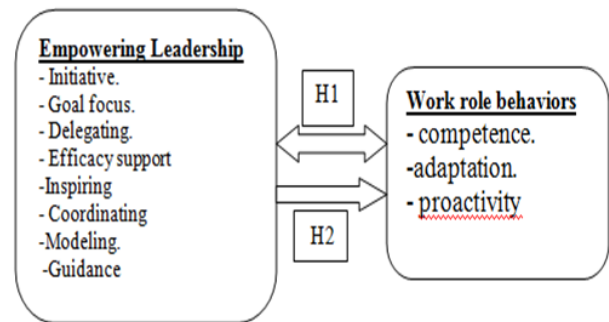 Empowering Leadership
- Initiative.
- Goal focus.
- Delegating.
- Efficacy support
-Inspiring
- Coordinating
-Modeling.
-Guidance
H1
H2
Work role behaviors
- competence.
-adaptation.
- proactivity